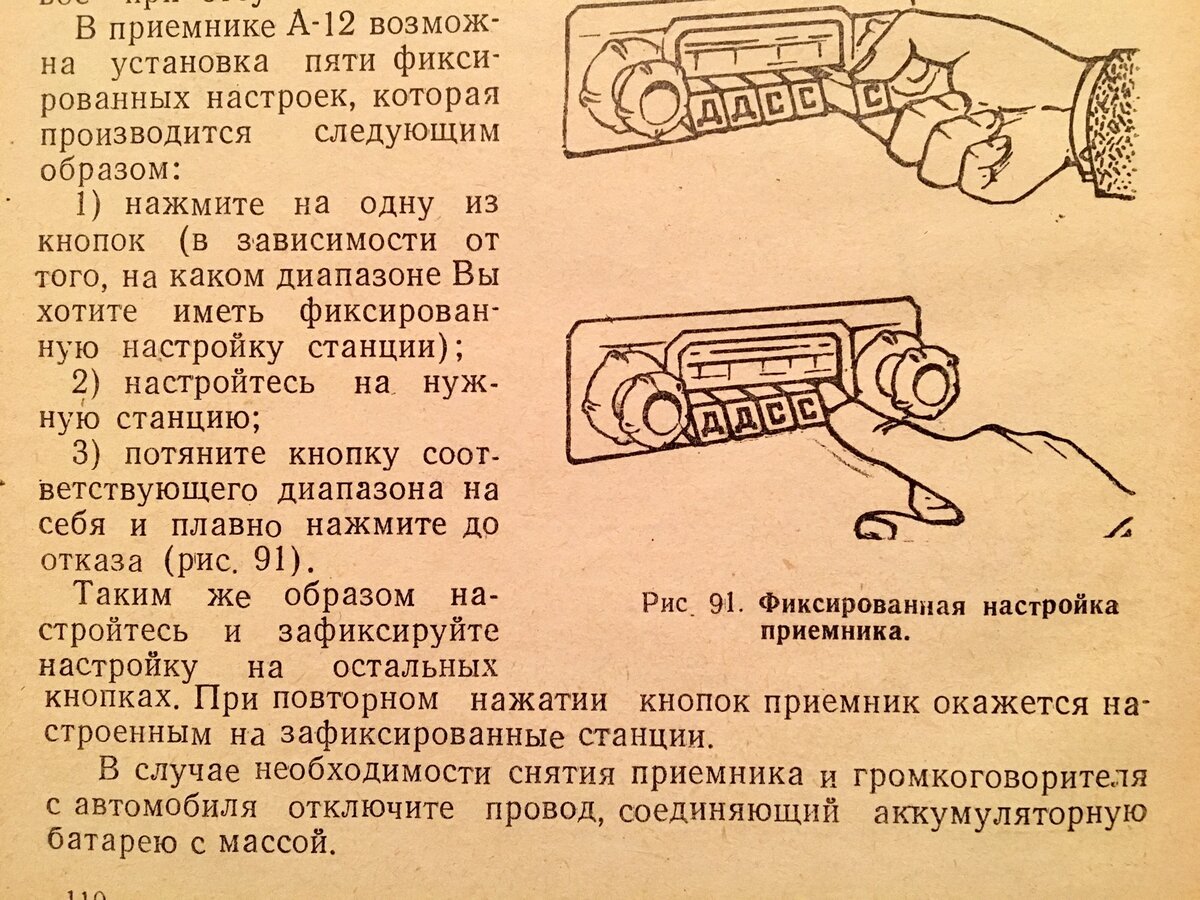 В приемнике А-12 возмож-
на установка пяти фикси-
рованных настроек, которая
производится следующим
образом:
1) нажмите на одну из
кнопок (в зависимости от
того, на каком диапазоне Вы
хотите иметь фиксирован-
ную настройку станции);
2) настройтесь на нуж-
ную станцию;
3) потяните кнопку соот-
ветствующего диапазона на
себя и плавно нажмите до
отказа (рис. 91).
Таким же образом на-
стройтесь и зафиксируйте
настройку на остальных
кнопках. При повторном нажатии кнопок приемник окажется на-
строенным на зафиксированные станции.
В случае необходимости снятия приемника и громкоговорителя
с автомобиля отключите провод, соединяющий аккумуляторную
батарею с массой.
Д Д С С С
Д Д С С
Рис. 91. Фиксированная настройка
приемника.